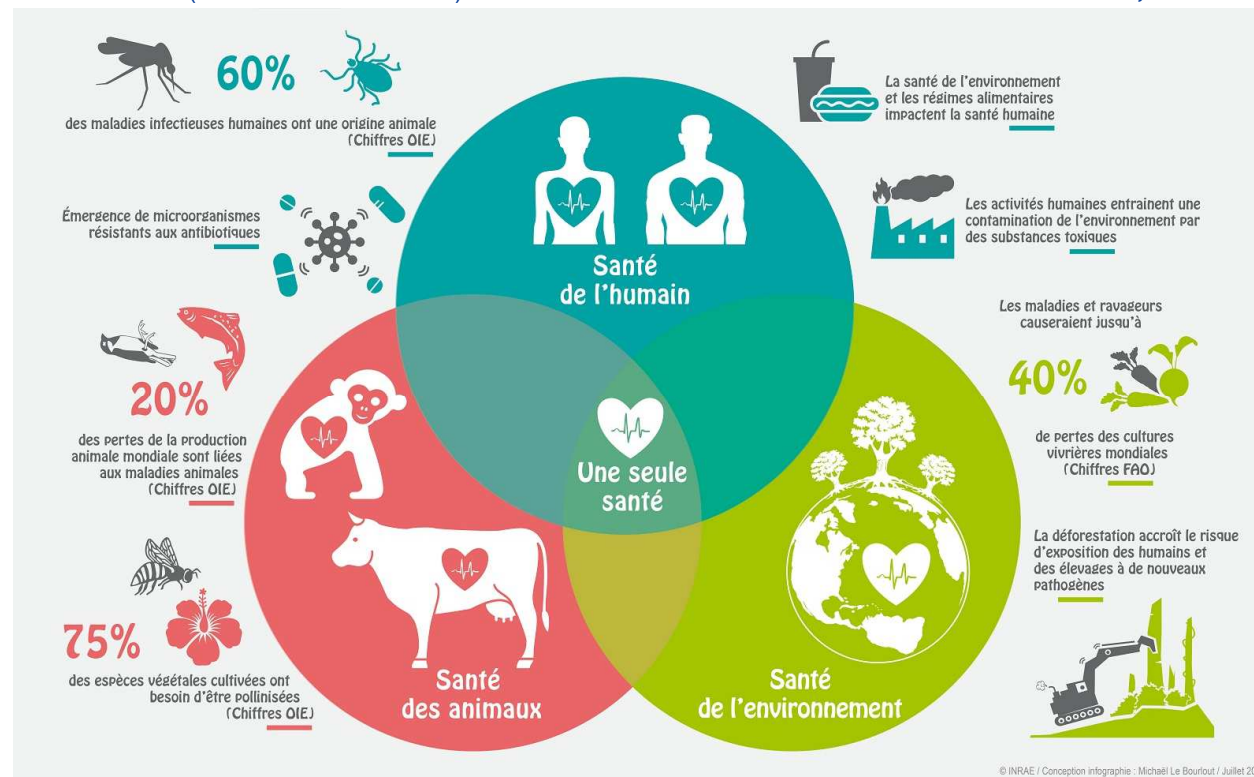 60%
des maladies infectieuses humaines ont une origine animale
(Chiffres OIE)
Émergence de microorganismes
résistants aux antibiotiques
20%
des pertes de la production
animale mondiale sont liées
aux maladies animales
(Chiffres OIE)
75%
des espèces végétales cultivées ont
besoin d'être pollinisées
(Chiffres OIE)
Santé
de l'humain
Une seule
santé
Santé
des animaux
Santé
de l'environnement
La santé de l'environnement
et les régimes alimentaires
impactent la santé humaine
Les activités humaines entrainent une
contamination de l'environnement par
des substances toxiques
Les maladies et ravageurs
causeraient jusqu'à
40%
de pertes des cultures
vivrières mondiales
(Chiffres FAO)
La déforestation accroît le risque
d'exposition des humains et
des élevages à de nouveaux
pathogènes
© INRAE / Conception infographie : Michaël Le Bourlout / Juillet